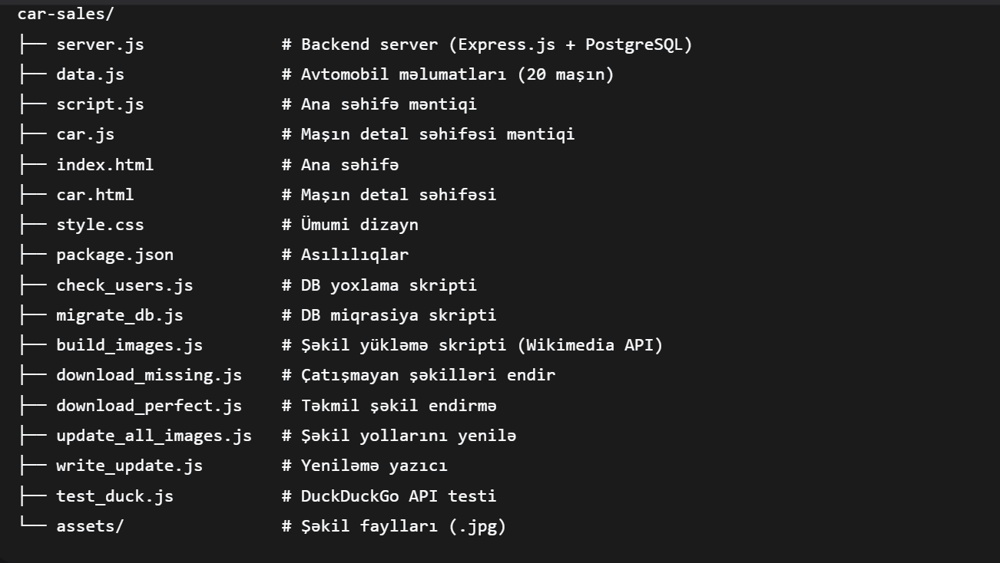 car-sales/
├── server.js # Backend server (Express.js + PostgreSQL)
├── data.js # Avtomobil məlumatları (20 maşın)
├── script.js # Ana səhifə məntiqi
├── car.js # Maşın detal səhifəsi məntiqi
├── index.html # Ana səhifə
├── car.html # Maşın detal səhifəsi
├── style.css # Ümumi dizayn
├── package.json # Asılılıqlar
├── check_users.js # DB yoxlama skripti
├── migrate_db.js # DB miqrasiya skripti
├── build_images.js # Şəkil yükləmə skripti (Wikimedia API)
├── download_missing.js # Çatışmayan şəkilləri endir
├── download_perfect.js # Təkmil şəkil endirmə
├── update_all_images.js # Şəkil yollarını yenilə
├── write_update.js # Yeniləmə yazıcı
├── test_duck.js # DuckDuckGo API testi
└── assets/ # Şəkil faylları (.jpg)